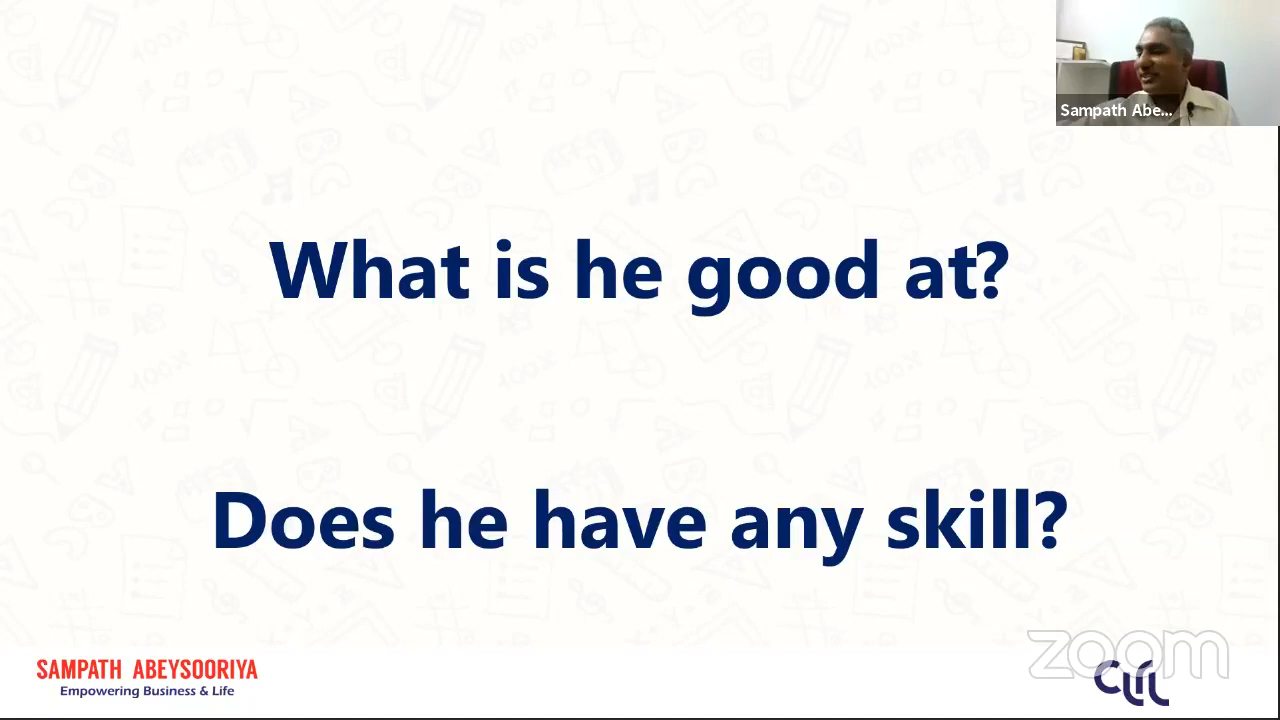 Sampath Abe...
What is he good at?
Does he have any skill?
SAMPATH ABEYSOORIYA
Empowering Business & Life
zoom